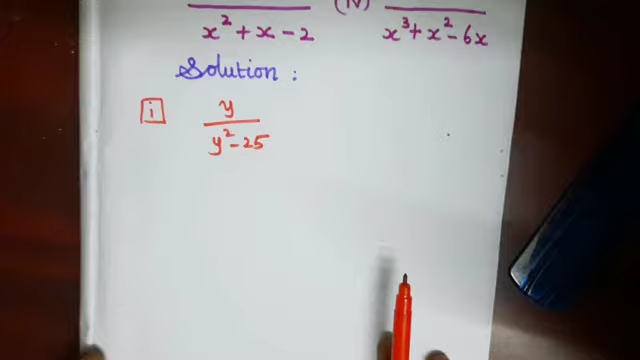 (iv)
x² + x - 2 x³ + x² - 6x
Solution :
i y
y² - 25